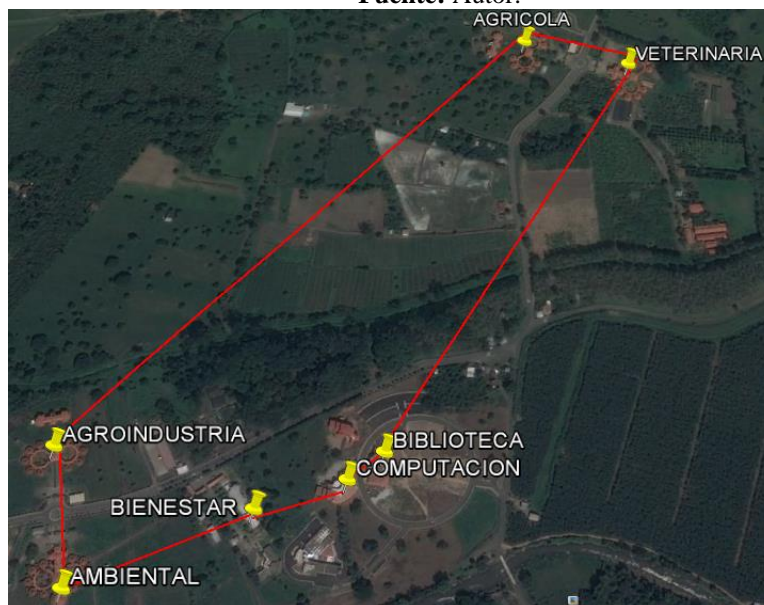 Fuente: Autor.
AGRICOLA
VETERINARIA
AGROINDUSTRIA
BIBLIOTECA
COMPUTACION
BIENESTAR
AMBIENTAL